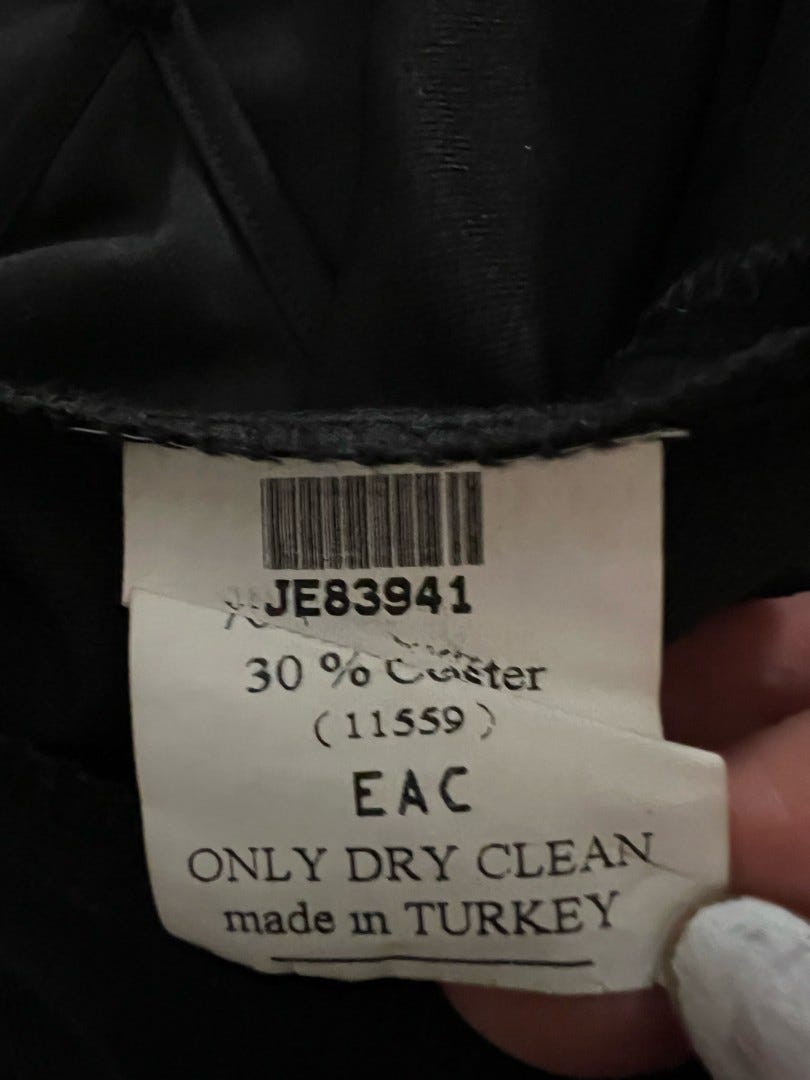 JE83941
30 %
(11559)
EAC
ONLY DRY CLEAN
made in TURKEY